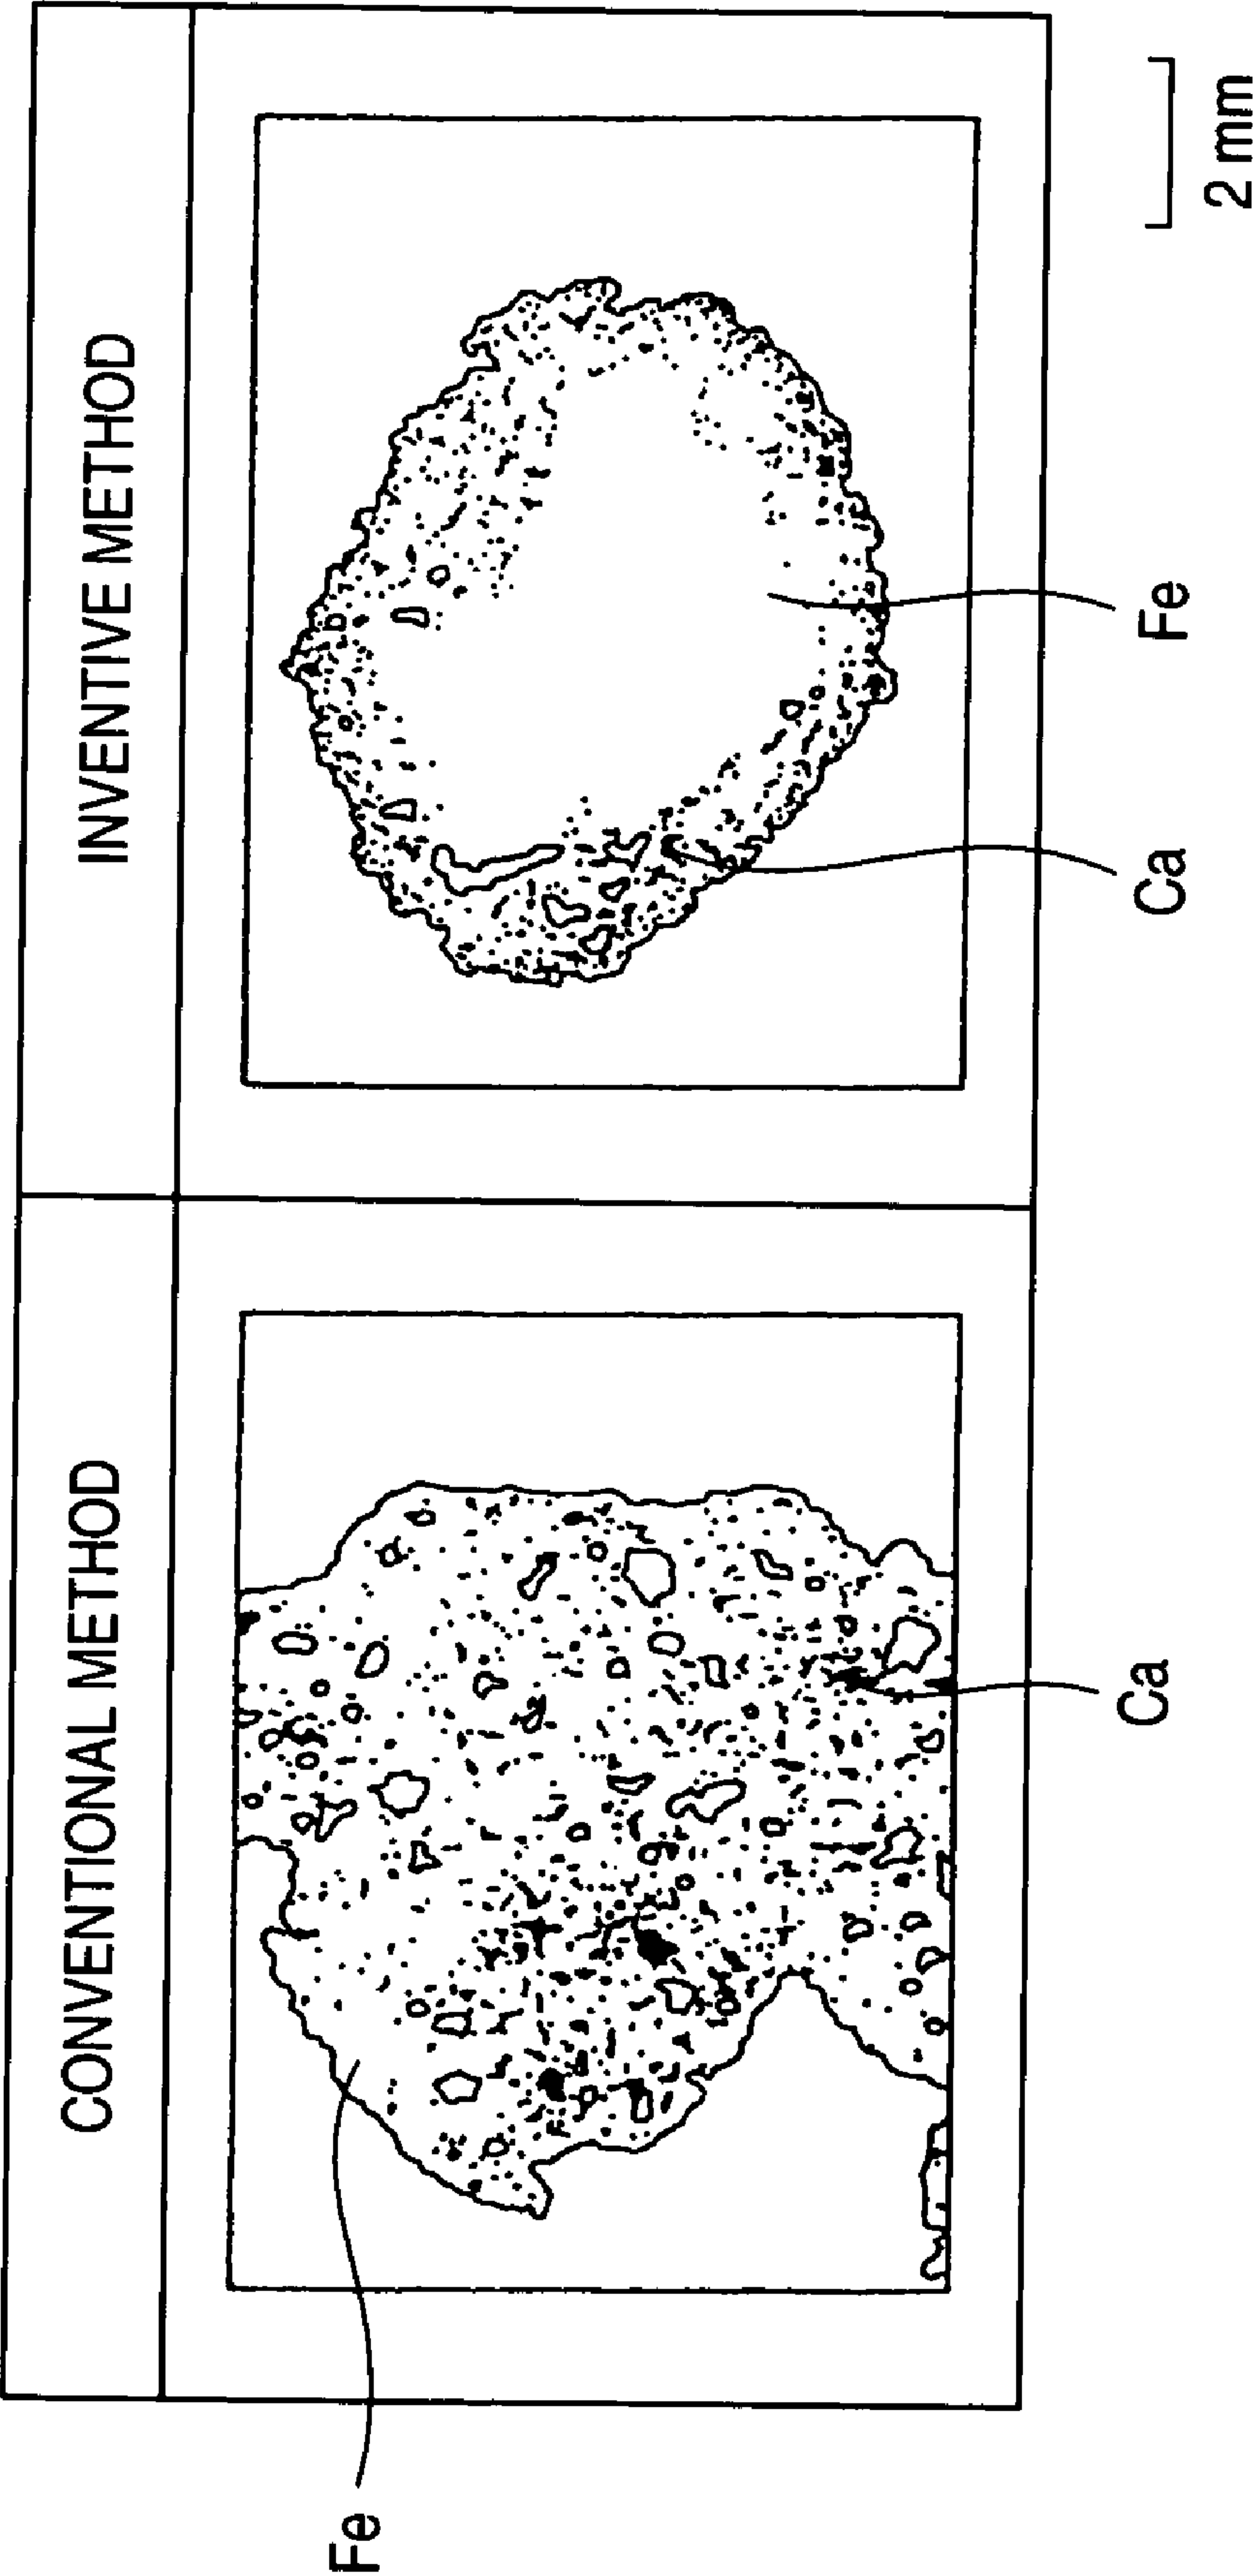 CONVENTIONAL METHOD
INVENTIVE METHOD
Fe
Ca
Ca
Fe
2 mm